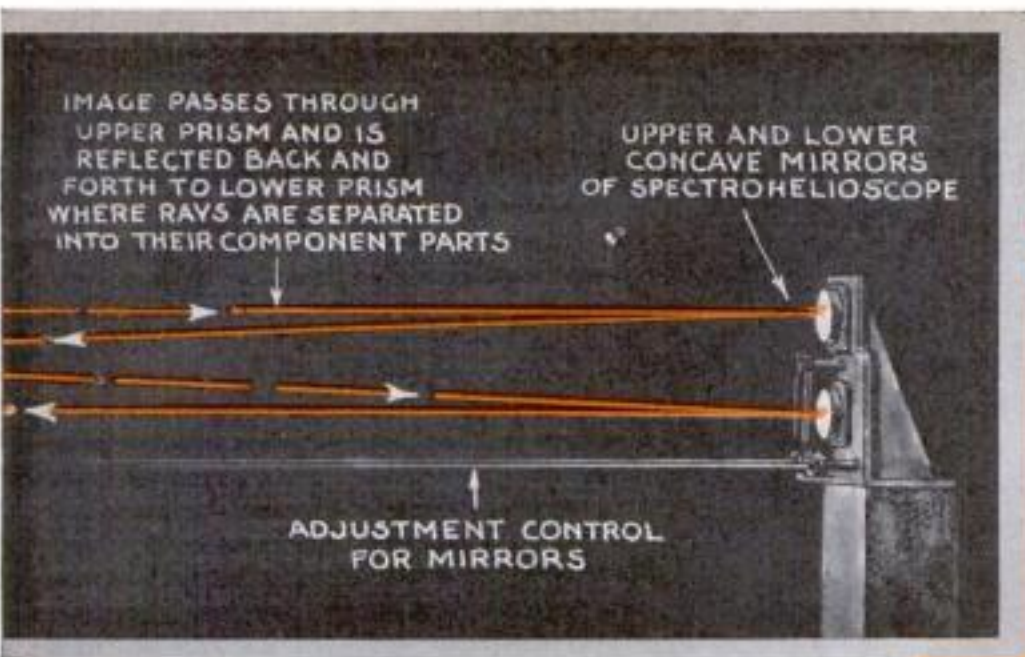 IMAGE PASSES THROUGH
UPPER PRISM AND IS
REFLECTED BACK AND
FORTH TO LOWER PRISM
WHERE RAYS ARE SEPARATED
INTO THEIR COMPONENT PARTS
UPPER AND LOWER
CONCAVE MIRRORS
OF SPECTROHELIOSCOPE
ADJUSTMENT CONTROL
FOR MIRRORS